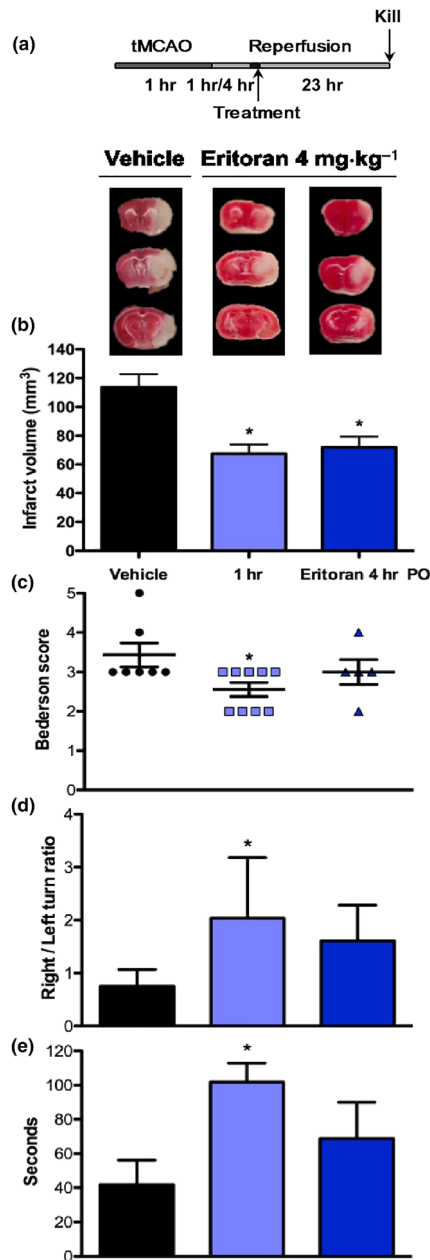 Kill
(a)
tMCAO Reperfusion
1 hr 1 hr/4 hr 23 hr
Treatment
Vehicle Eritoran 4 mg·kg⁻¹
(b)
140
120
100
80
60
40
20
0
Infarct volume (mm³)
* *
Vehicle 1 hr Eritoran 4 hr PO
(c)
5
4
3
2
1
0
Bederson score
*
(d)
4
3
2
1
0
Right / Left turn ratio
*
(e)
120
100
80
60
40
20
0
Seconds
*